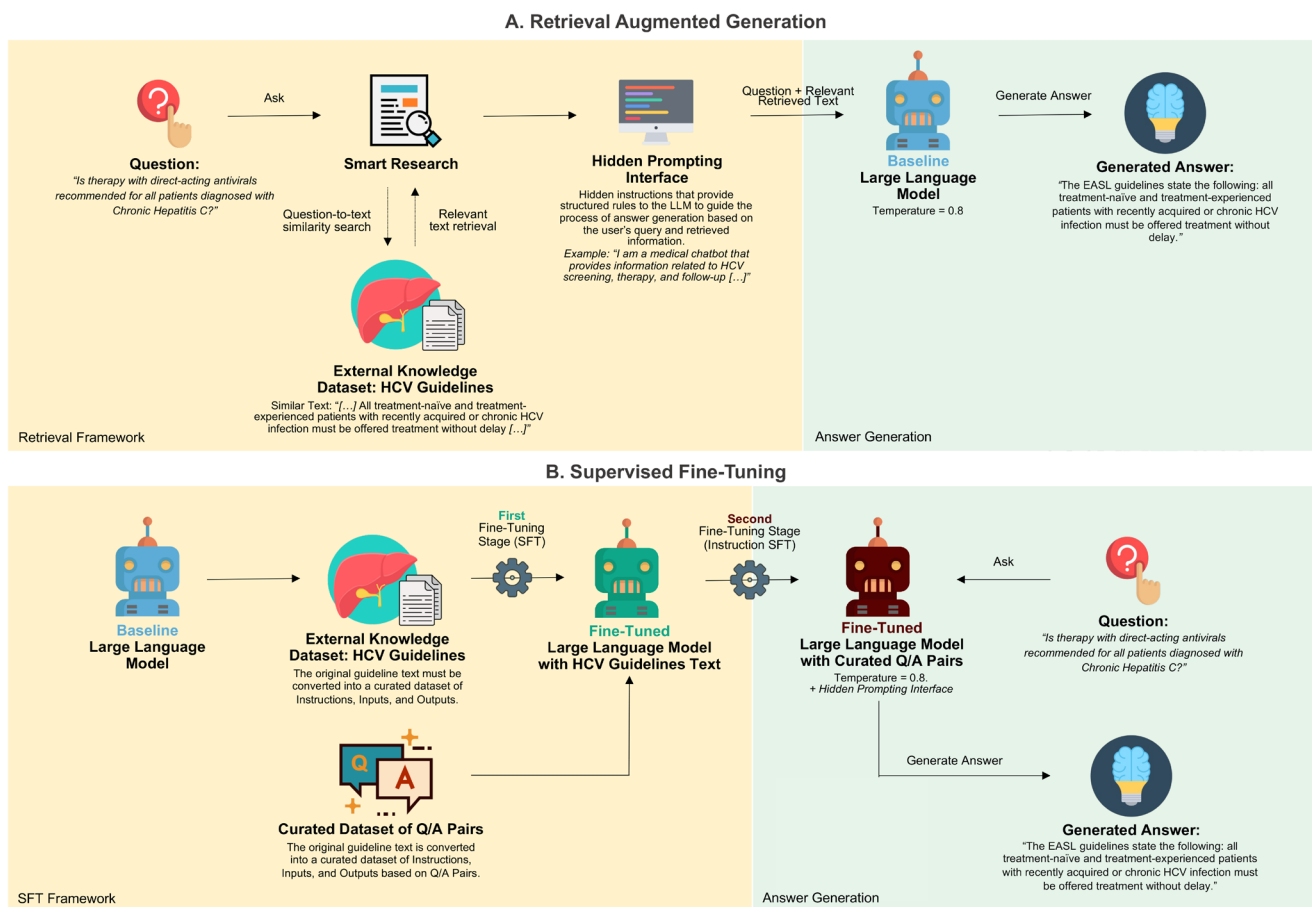 A. Retrieval Augmented Generation
Ask
Question + Relevant
Retrieved Text
Generate Answer
Question:
"Is therapy with direct-acting antivirals
recommended for all patients diagnosed with
Chronic Hepatitis C?"
Smart Research
Question-to-text
similarity search
Relevant
text retrieval
Hidden Prompting
Interface
Hidden instructions that provide
structured rules to the LLM to guide the
process of answer generation based on
the user's query and retrieved
information.
Example: "I am a medical chatbot that
provides information related to HCV
screening, therapy, and follow-up […]"
Baseline
Large Language
Model
Temperature = 0.8
Generated Answer:
"The EASL guidelines state the following: all
treatment-naïve and treatment-experienced
patients with recently acquired or chronic HCV
infection must be offered treatment without
delay."
External Knowledge
Dataset: HCV Guidelines
Similar Text: "[…] All treatment-naïve and treatment-
experienced patients with recently acquired or chronic HCV
infection must be offered treatment without delay […]"
Retrieval Framework
Answer Generation
B. Supervised Fine-Tuning
Baseline
Large Language
Model
External Knowledge
Dataset: HCV Guidelines
The original guideline text must be
converted into a curated dataset of
Instructions, Inputs, and Outputs.
First
Fine-Tuning
Stage (SFT)
Fine-Tuned
Large Language Model
with HCV Guidelines Text
Second
Fine-Tuning Stage
(Instruction SFT)
Fine-Tuned
Large Language Model
with Curated Q/A Pairs
Temperature = 0.8.
+ Hidden Prompting Interface
Ask
Question:
"Is therapy with direct-acting antivirals
recommended for all patients diagnosed with
Chronic Hepatitis C?"
Q
A
Curated Dataset of Q/A Pairs
The original guideline text is converted
into a curated dataset of Instructions,
Inputs, and Outputs based on Q/A Pairs.
Generate Answer
Generated Answer:
"The EASL guidelines state the following: all
treatment-naïve and treatment-experienced patients
with recently acquired or chronic HCV infection must
be offered treatment without delay."
SFT Framework
Answer Generation